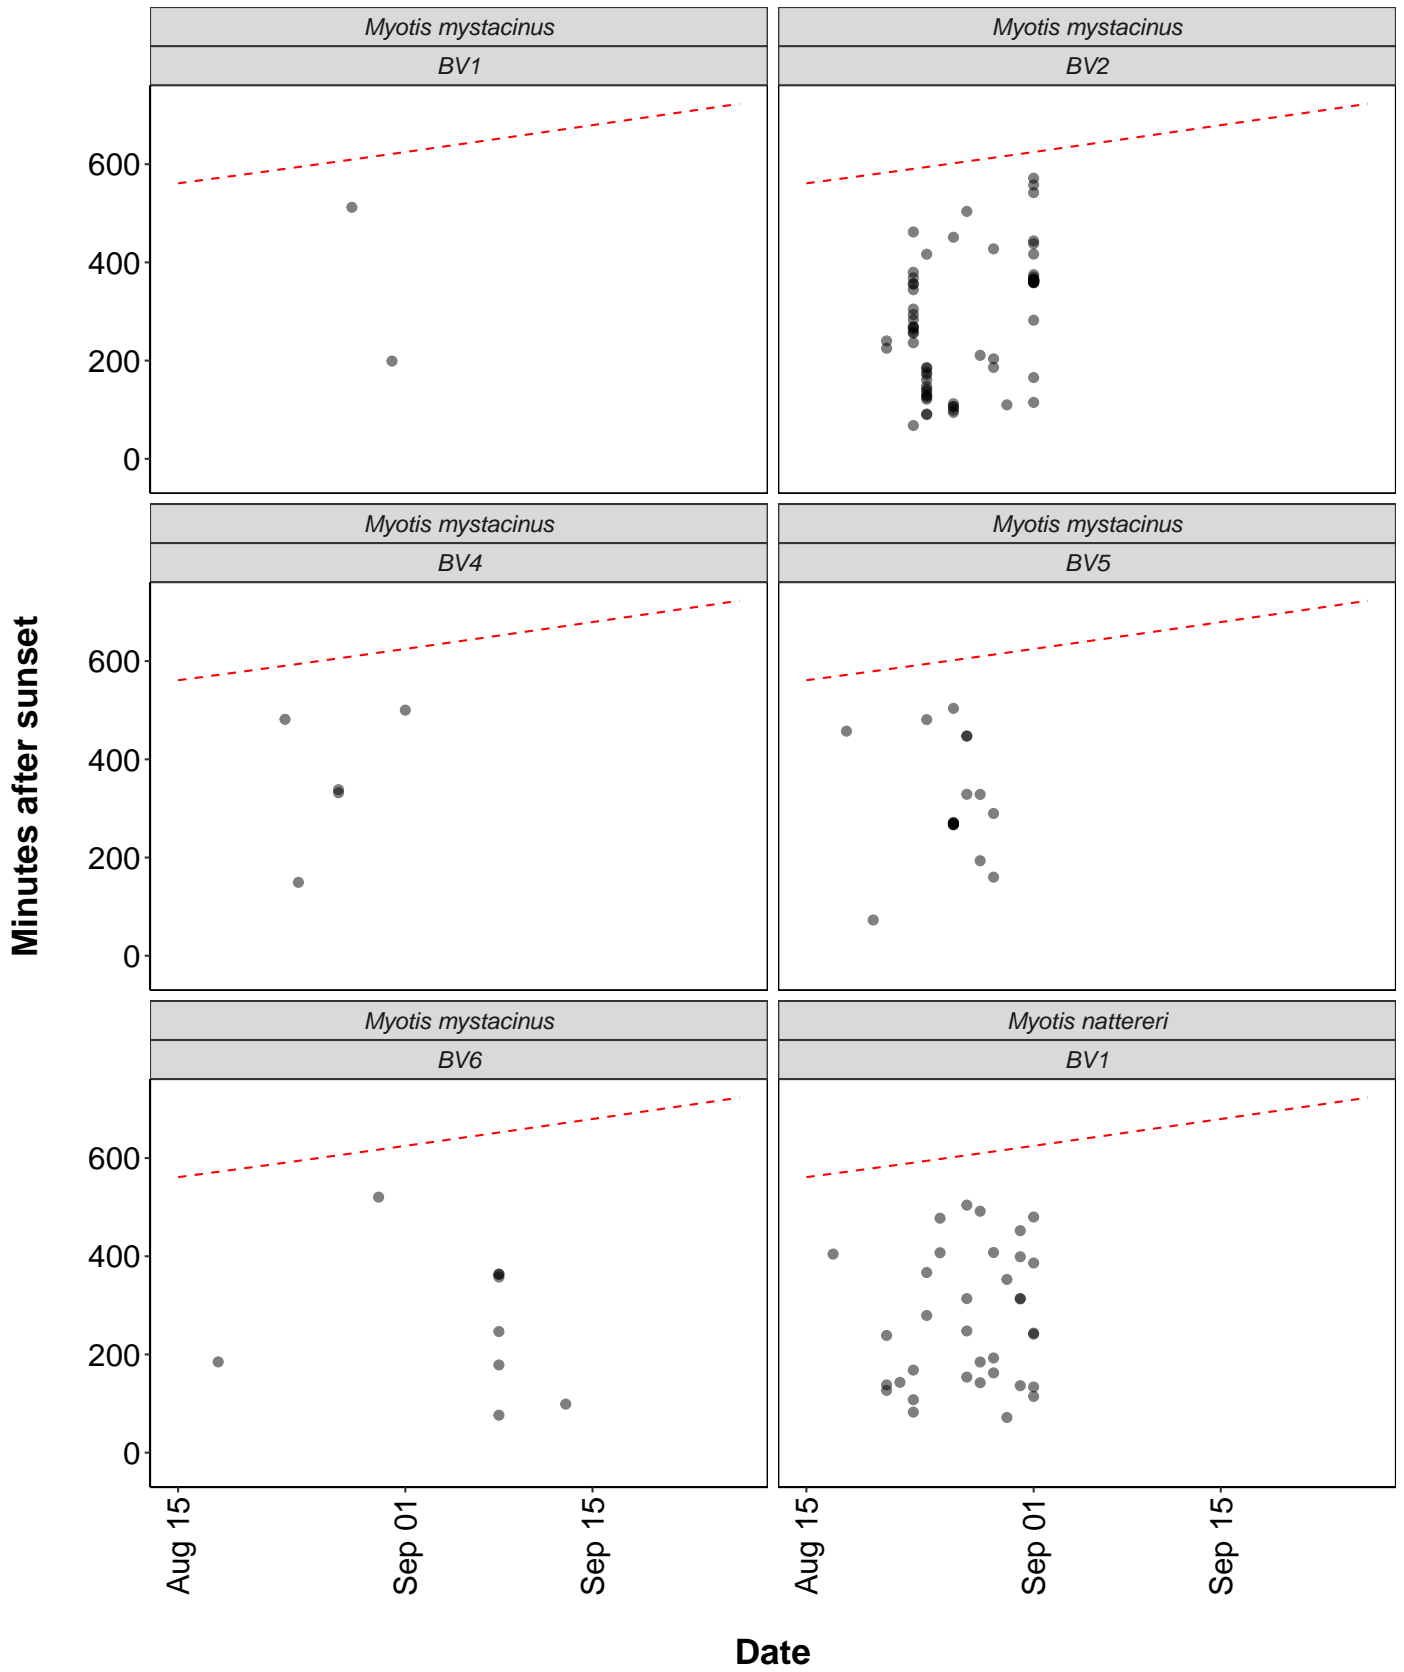 Myotis mystacinus
Myotis mystacinus
BV1
BV2
600
400
200
0
Myotis mystacinus
Myotis mystacinus
BV4
BV5
600
400
200
0
Minutes after sunset
Myotis mystacinus
Myotis nattereri
BV6
BV1
600
400
200
0
Aug 15
Sep 01
Sep 15
Aug 15
Sep 01
Sep 15
Date